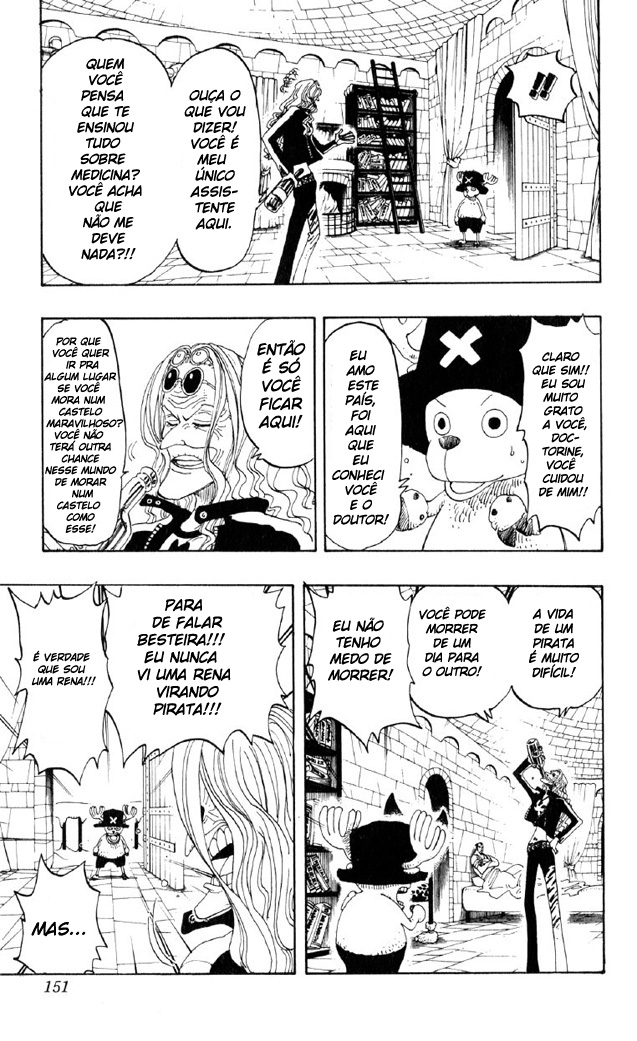 !!
OUÇA O
QUE VOU
DIZER!
VOCÊ É
MEU
ÚNICO
ASSIS-
TENTE
AQUI.
QUEM
VOCÊ
PENSA
QUE TE
ENSINOU
TUDO
SOBRE
MEDICINA?
VOCÊ ACHA
QUE
NÃO ME
DEVE
NADA?!!
CLARO
QUE SIM!!
EU SOU
MUITO
GRATO
A VOCÊ,
DOC-
TORINE,
VOCÊ
CUIDOU
DE MIM!!
EU
AMO
ESTE
PAÍS,
FOI
AQUI
QUE
EU
CONHECI
VOCÊ
E O
DOUTOR!
ENTÃO
É SÓ
VOCÊ
FICAR
AQUI!
POR QUE
VOCÊ QUER
IR PRA
ALGUM LUGAR
SE VOCÊ
MORA NUM
CASTELO
MARAVILHOSO?
VOCÊ NÃO
TERÁ OUTRA
CHANCE
NESSE MUNDO
DE MORAR
NUM
CASTELO
COMO
ESSE!
A VIDA
DE UM
PIRATA
É MUITO
DIFÍCIL!
VOCÊ PODE
MORRER
DE UM
DIA PARA
O OUTRO!
EU NÃO
TENHO
MEDO DE
MORRER!
PARA
DE FALAR
BESTEIRA!!!
EU NUNCA
VI UMA RENA
VIRANDO
PIRATA!!!
É VERDADE
QUE SOU
UMA RENA!!!
MAS...
151